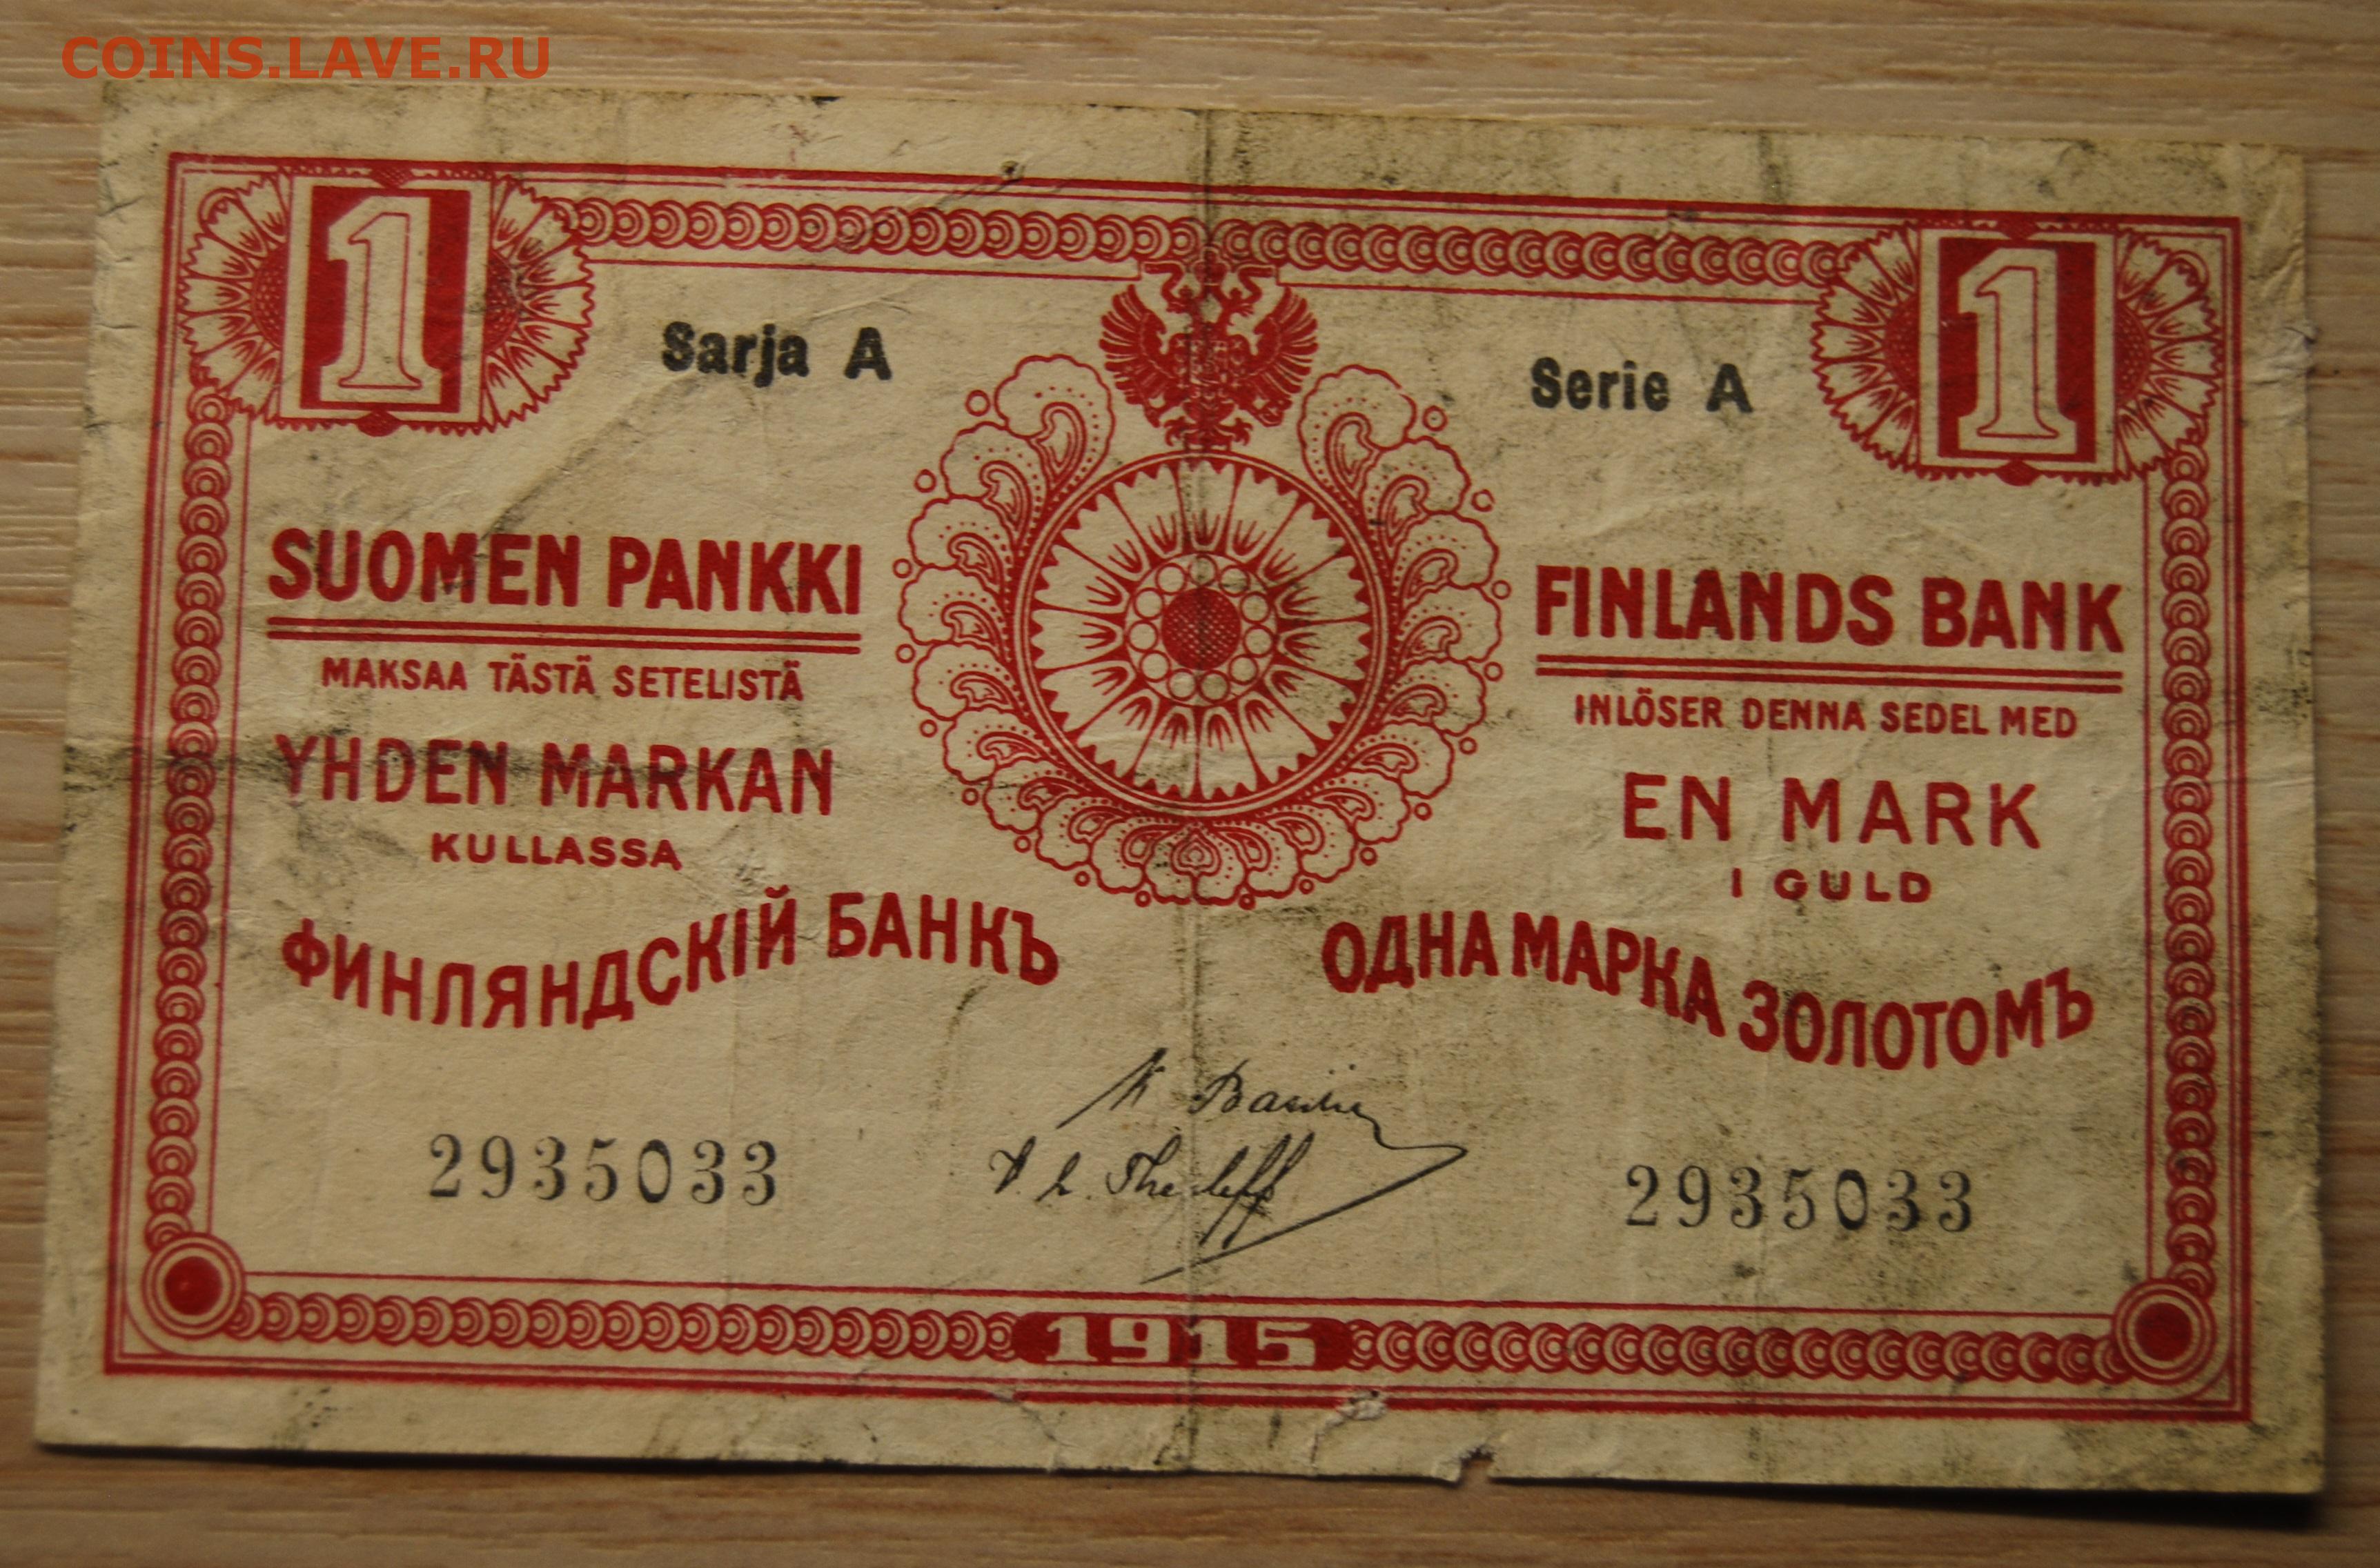 COINS.LAVE.RU
1 1
Sarja A Serie A
SUOMEN PANKKI
MAKSAA TÄSTÄ SETELISTÄ
YHDEN MARKAN
KULLASSA
FINLANDS BANK
INLÖSER DENNA SEDEL MED
EN MARK
I GULD
ФИНЛЯНДСКІЙ БАНКЪ
ОДНА МАРКА ЗОЛОТОМЪ
2935033 2935033
1915